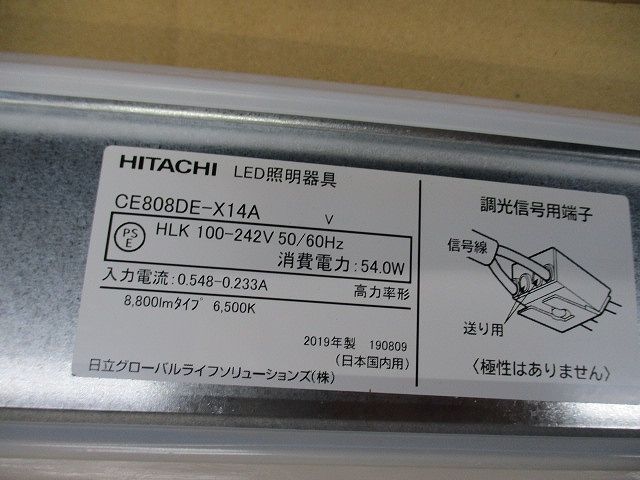 HITACHI LED照明器具
CE808DE-X14A V
PS
E
HLK 100-242V 50/60Hz
消費電力:54.0W
入力電流:0.548-0.233A 高力率形
8,800lmタイプ 6,500K
2019年製 190809
(日本国内用)
日立グローバルライフソリューションズ(株)
調光信号用端子
信号線
送り用
〈極性はありません〉